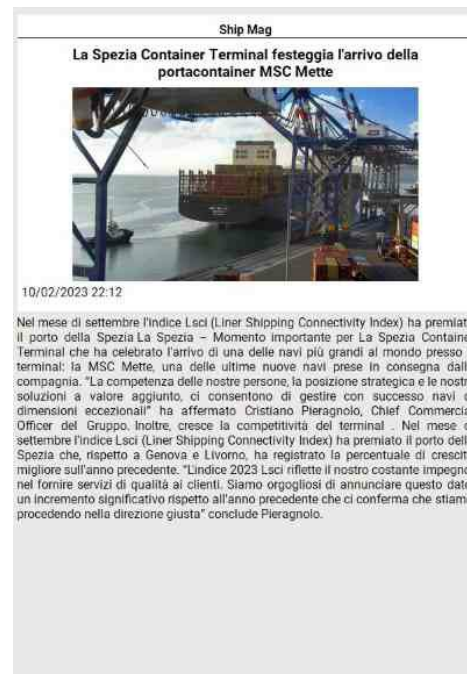 Ship Mag
La Spezia Container Terminal festeggia l'arrivo della
portacontainer MSC Mette
10/02/2023 22:12
Nel mese di settembre l'indice Lsci (Liner Shipping Connectivity Index) ha premiat
il porto della Spezia La Spezia – Momento importante per La Spezia Containe
Terminal che ha celebrato l'arrivo di una delle navi più grandi al mondo presso
terminal: la MSC Mette, una delle ultime nuove navi prese in consegna dall
compagnia. "La competenza delle nostre persone, la posizione strategica e le nostr
soluzioni a valore aggiunto, ci consentono di gestire con successo navi d
dimensioni eccezionali" ha affermato Cristiano Pieragnolo, Chief Commercia
Officer del Gruppo. Inoltre, cresce la competitività del terminal . Nel mese d
settembre l'indice Lsci (Liner Shipping Connectivity Index) ha premiato il porto dell
Spezia che, rispetto a Genova e Livorno, ha registrato la percentuale di crescit
migliore sull'anno precedente. "L'indice 2023 Lsci riflette il nostro costante impegno
nel fornire servizi di qualità ai clienti. Siamo orgogliosi di annunciare questo dato
un incremento significativo rispetto all'anno precedente che ci conferma che stiam
procedendo nella direzione giusta" conclude Pieragnolo.